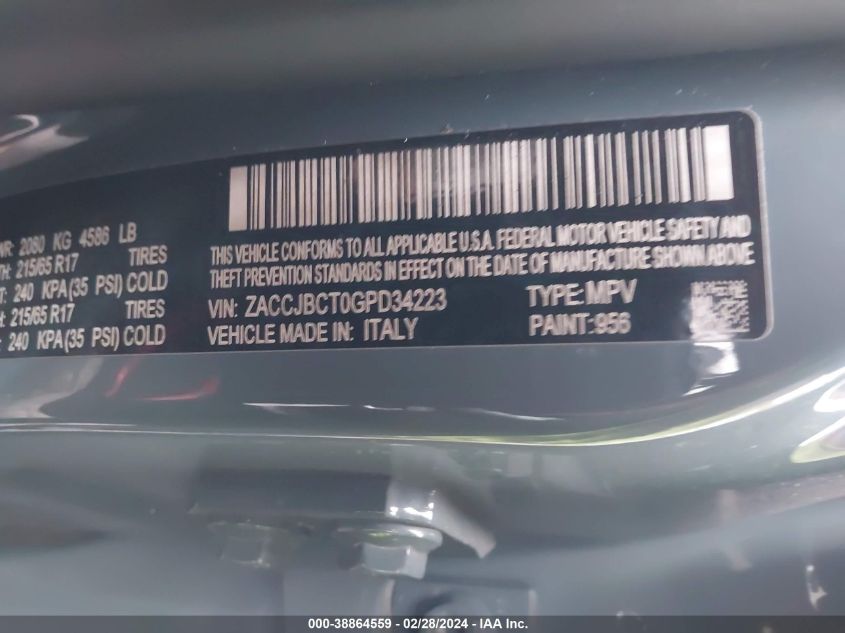 WR: 2080 KG 4586 LB
TH: 215/65 R17 TIRES
T: 240 KPA(35 PSI) COLD
H: 215/65 R17 TIRES
: 240 KPA(35 PSI) COLD
THIS VEHICLE CONFORMS TO ALL APPLICABLE U.S.A. FEDERAL MOTOR VEHICLE SAFETY AND
THEFT PREVENTION STANDARDS IN EFFECT ON THE DATE OF MANUFACTURE SHOWN ABOVE
VIN: ZACCJBCT0GPD34223 TYPE: MPV
VEHICLE MADE IN: ITALY PAINT:956
000-38864559 - 02/28/2024 - IAA Inc.